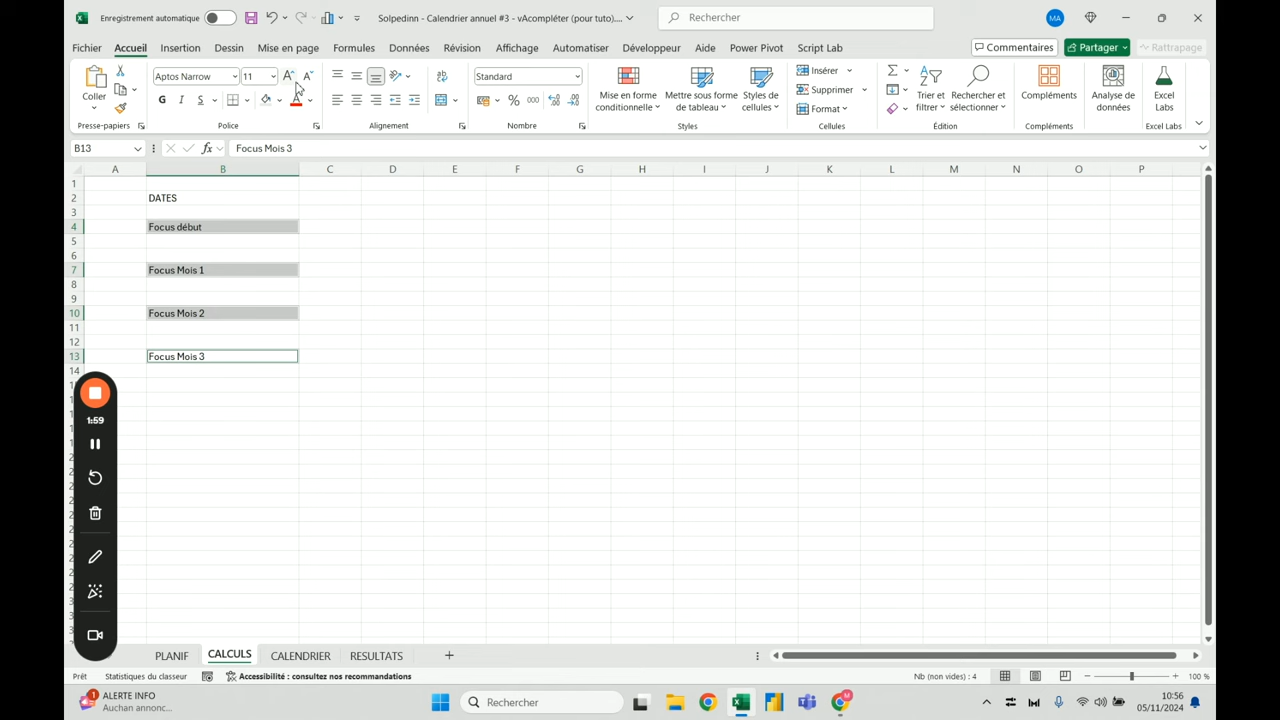 Enregistrement automatique
Solpedinn - Calendrier annuel #3 - vAcompléter (pour tuto)....
Rechercher
MA
Fichier Accueil Insertion Dessin Mise en page Formules Données Révision Affichage Automatiser Développeur Aide Power Pivot Script Lab
Commentaires
Partager
Rattrapage
Coller
Aptos Narrow 11
G I S
Standard
% 000
Mise en forme conditionnelle
Mettre sous forme de tableau
Styles de cellules
Insérer
Supprimer
Format
Trier et filtrer
Rechercher et sélectionner
Compléments
Analyse de données
Excel Labs
Presse-papiers Police Alignement Nombre Styles Cellules Édition Compléments Excel Labs
B13 fx Focus Mois 3
A B C D E F G H I J K L M N O P
1
2 DATES
3
4 Focus début
5
6
7 Focus Mois 1
8
9
10 Focus Mois 2
11
12
13 Focus Mois 3
14
1:59
PLANIF CALCULS CALENDRIER RESULTATS
Prêt Statistiques du classeur Accessibilité : consultez nos recommandations Nb (non vides) : 4 100 %
1 ALERTE INFO
Auchan annonc...
Rechercher
10:56
05/11/2024